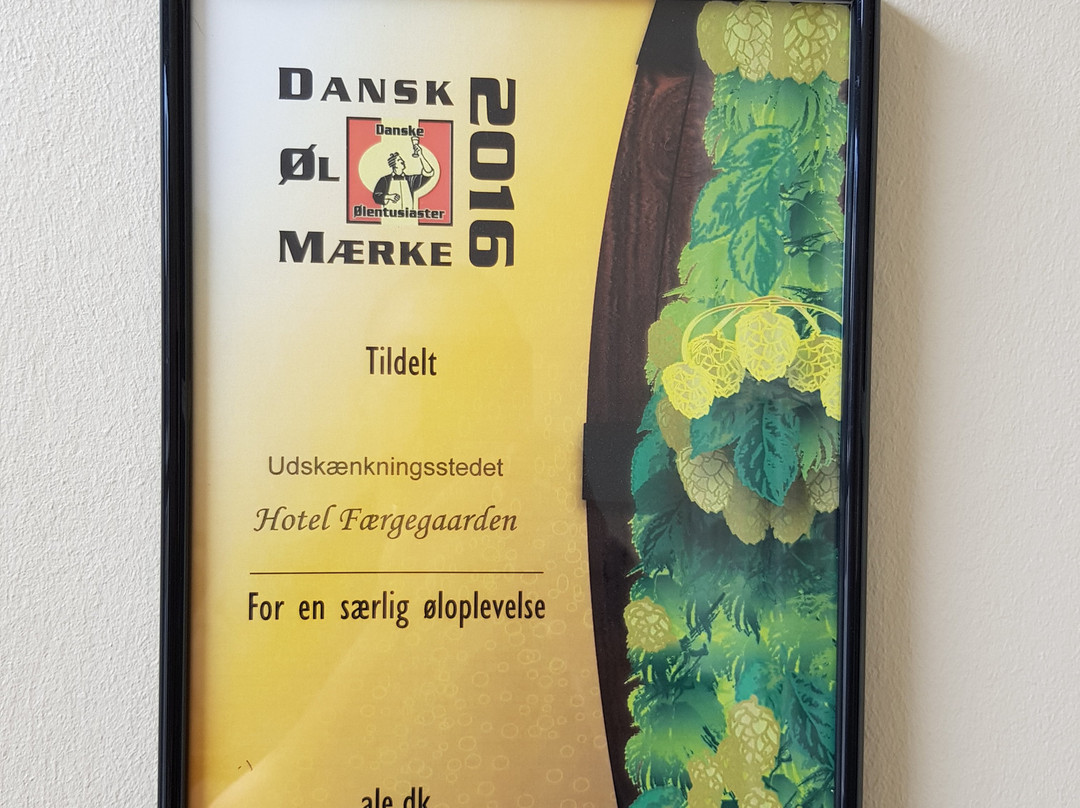 DANSK
ØL
MÆRKE
2016
Danske
Ølentusiaster
Tildelt
Udskænkningsstedet
Hotel Færgegaarden
For en særlig øloplevelse
ale.dk